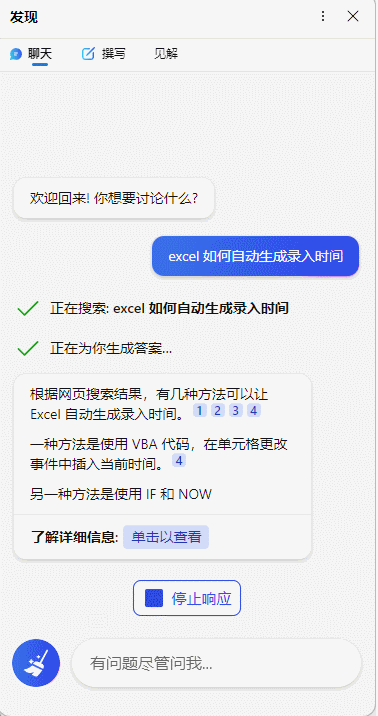 发现
聊天
撰写
见解
欢迎回来! 你想要讨论什么?
excel 如何自动生成录入时间
正在搜索: excel 如何自动生成录入时间
正在为你生成答案...
根据网页搜索结果，有几种方法可以让
Excel 自动生成录入时间。 1 2 3 4
一种方法是使用 VBA 代码，在单元格更改
事件中插入当前时间。 4
另一种方法是使用 IF 和 NOW
了解详细信息: 单击以查看
停止响应
有问题尽管问我...